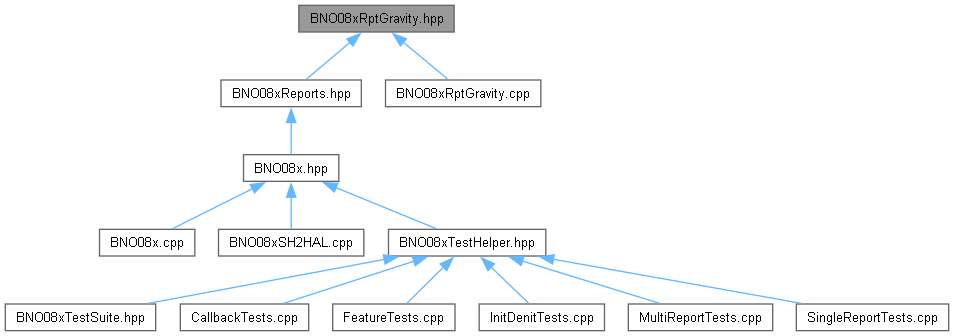 BNO08xRptGravity.hpp
BNO08xReports.hpp
BNO08xRptGravity.cpp
BNO08x.hpp
BNO08x.cpp
BNO08xSH2HAL.cpp
BNO08xTestHelper.hpp
BNO08xTestSuite.hpp
CallbackTests.cpp
FeatureTests.cpp
InitDenitTests.cpp
MultiReportTests.cpp
SingleReportTests.cpp